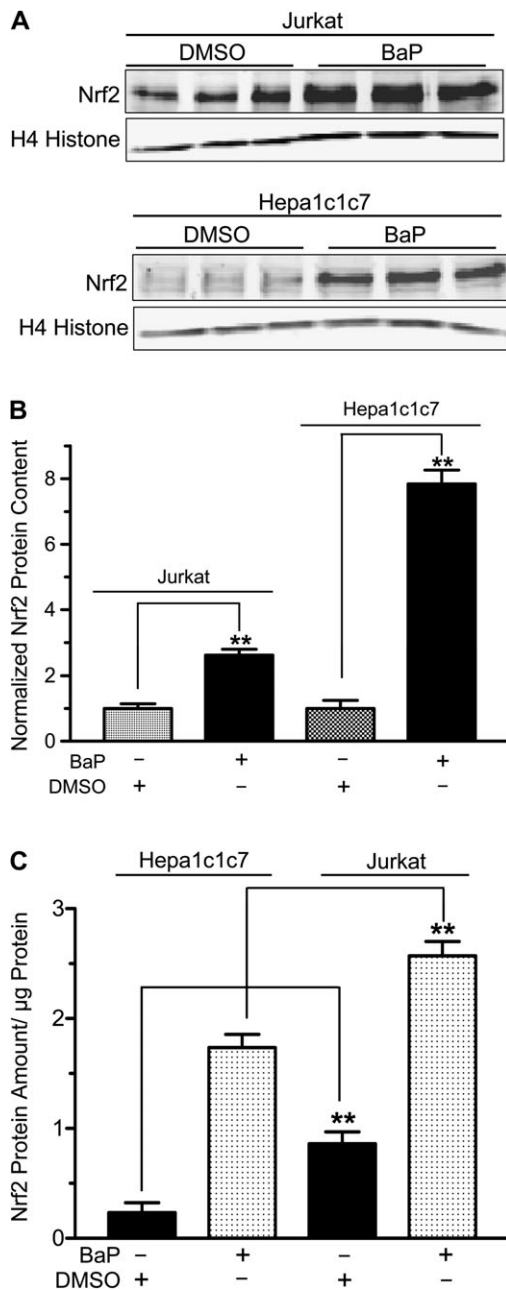 A
Jurkat
DMSO BaP
Nrf2
H4 Histone
Hepa1c1c7
DMSO BaP
Nrf2
H4 Histone
B
Hepa1c1c7
**
Jurkat
**
Normalized Nrf2 Protein Content
8
6
4
2
0
BaP – + – +
DMSO + – + –
C
Hepa1c1c7 Jurkat
**
**
Nrf2 Protein Amount/ µg Protein
3
2
1
0
BaP – + – +
DMSO + – + –